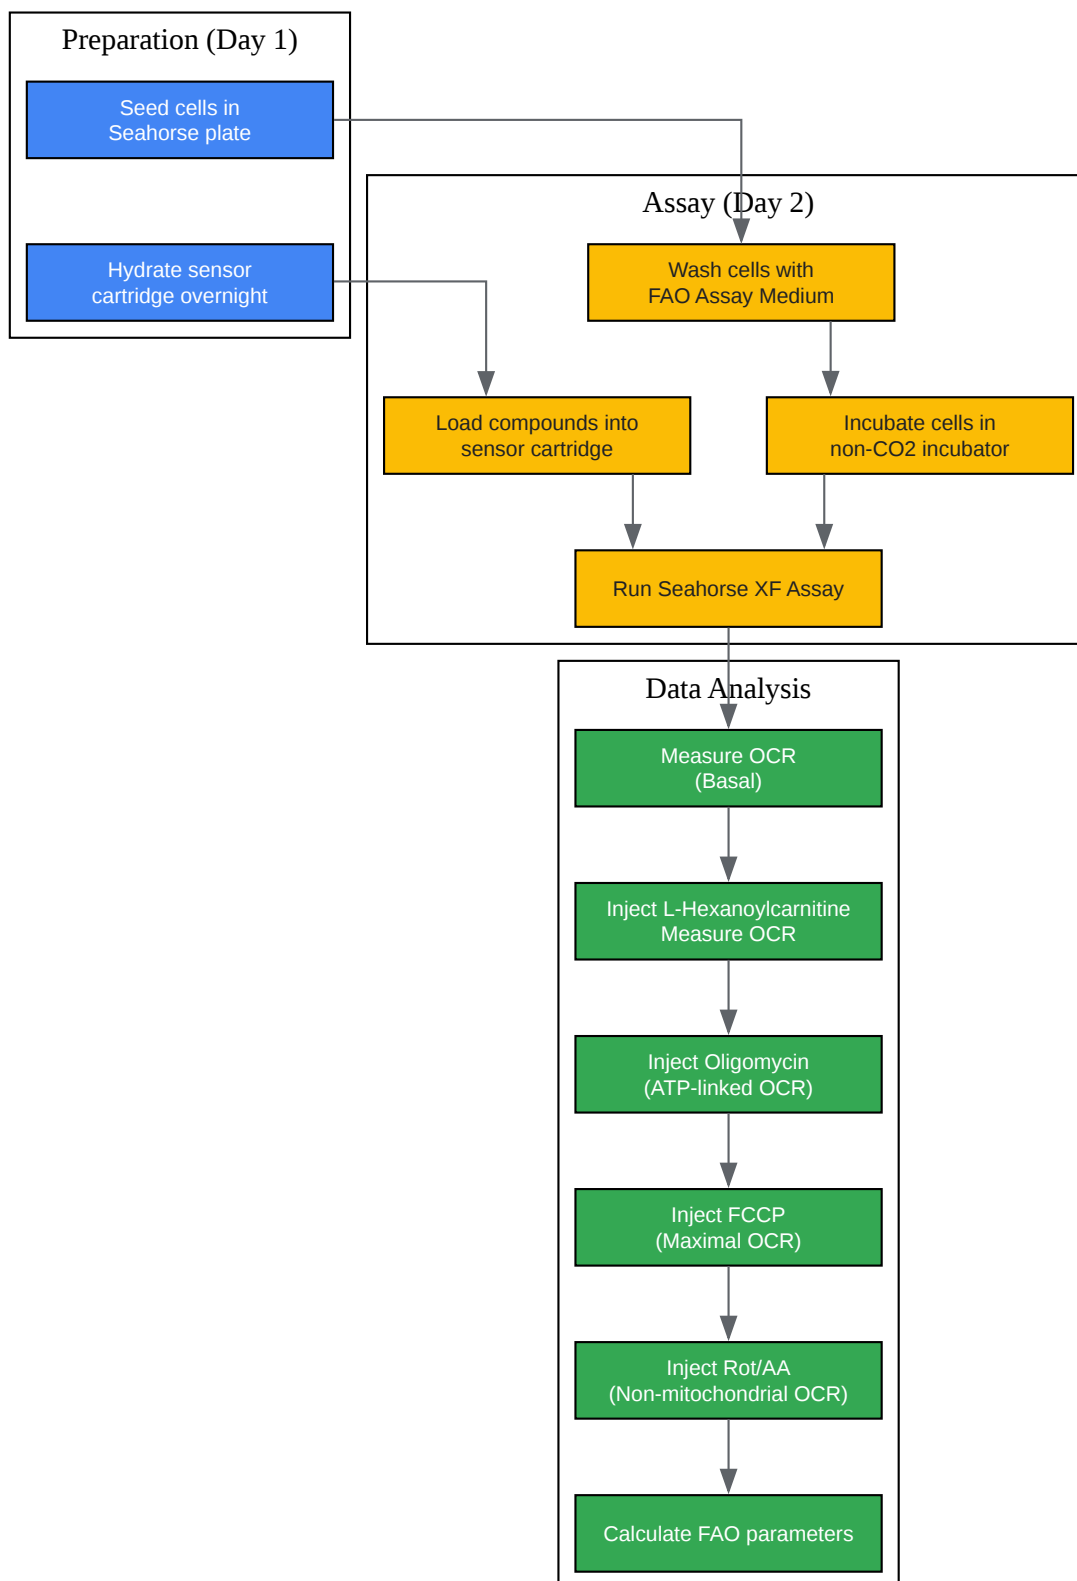 Preparation (Day 1)
Seed cells in
Seahorse plate
Hydrate sensor
cartridge overnight
Assay (Day 2)
Wash cells with
FAO Assay Medium
Load compounds into
sensor cartridge
Incubate cells in
non-CO2 incubator
Run Seahorse XF Assay
Data Analysis
Measure OCR
(Basal)
Inject L-Hexanoylcarnitine
Measure OCR
Inject Oligomycin
(ATP-linked OCR)
Inject FCCP
(Maximal OCR)
Inject Rot/AA
(Non-mitochondrial OCR)
Calculate FAO parameters